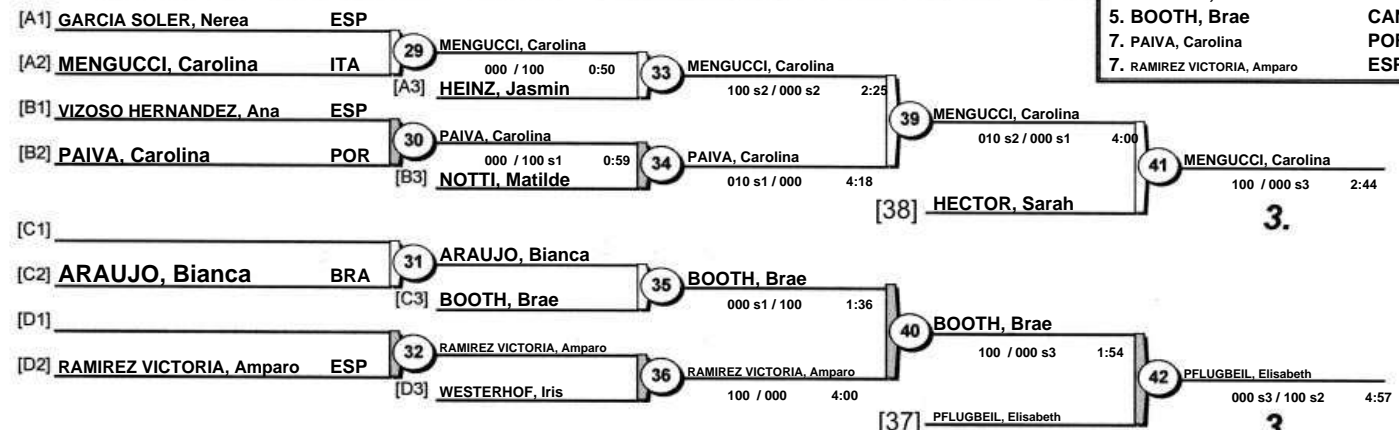 [A1] GARCIA SOLER, Nerea ESP
[A2] MENGUCCI, Carolina ITA
[B1] VIZOSO HERNANDEZ, Ana ESP
[B2] PAIVA, Carolina POR
[C1]
[C2] ARAUJO, Bianca BRA
[D1]
[D2] RAMIREZ VICTORIA, Amparo ESP
29
30
31
32
MENGUCCI, Carolina
000 / 100 0:50
[A3] HEINZ, Jasmin
PAIVA, Carolina
000 / 100 s1 0:59
[B3] NOTTI, Matilde
ARAUJO, Bianca
[C3] BOOTH, Brae
RAMIREZ VICTORIA, Amparo
[D3] WESTERHOF, Iris
33
34
35
36
MENGUCCI, Carolina
100 s2 / 000 s2 2:25
PAIVA, Carolina
010 s1 / 000 4:18
BOOTH, Brae
000 s1 / 100 1:36
RAMIREZ VICTORIA, Amparo
100 / 000 4:00
39
40
MENGUCCI, Carolina
010 s2 / 000 s1 4:00
[38] HECTOR, Sarah
BOOTH, Brae
100 / 000 s3 1:54
[37] PFLUGBEIL, Elisabeth
41
42
MENGUCCI, Carolina
100 / 000 s3 2:44
3.
PFLUGBEIL, Elisabeth
000 s3 / 100 s2 4:57
3
5. BOOTH, Brae CAN
7. PAIVA, Carolina POR
7. RAMIREZ VICTORIA, Amparo ESP